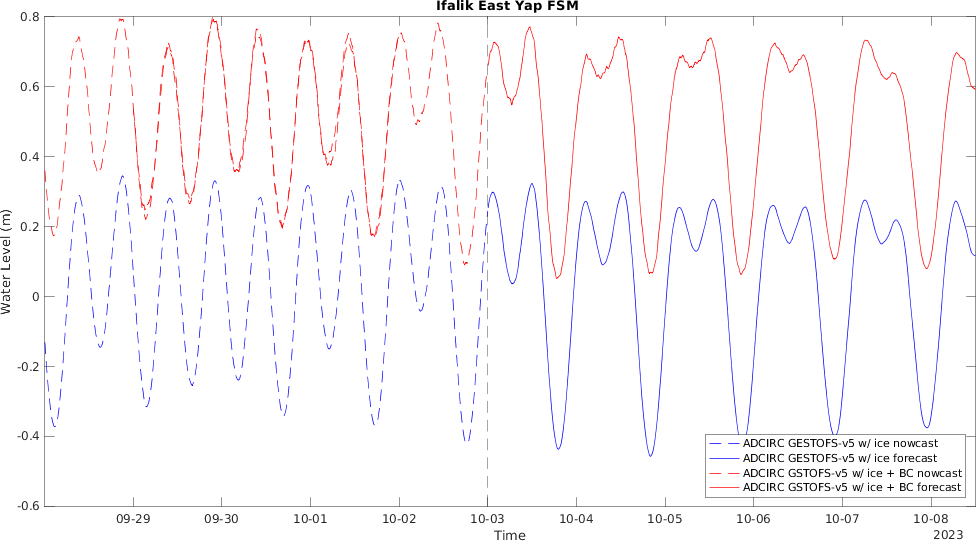 Ifalik East Yap FSM
0.8
0.6
0.4
0.2
0
-0.2
-0.4
-0.6
Water Level (m)
ADCIRC GESTOFS-v5 w/ ice nowcast
ADCIRC GESTOFS-v5 w/ ice forecast
ADCIRC GSTOFS-v5 w/ ice + BC nowcast
ADCIRC GSTOFS-v5 w/ ice + BC forecast
09-29 09-30 10-01 10-02 10-03 10-04 10-05 10-06 10-07 10-08
Time 2023